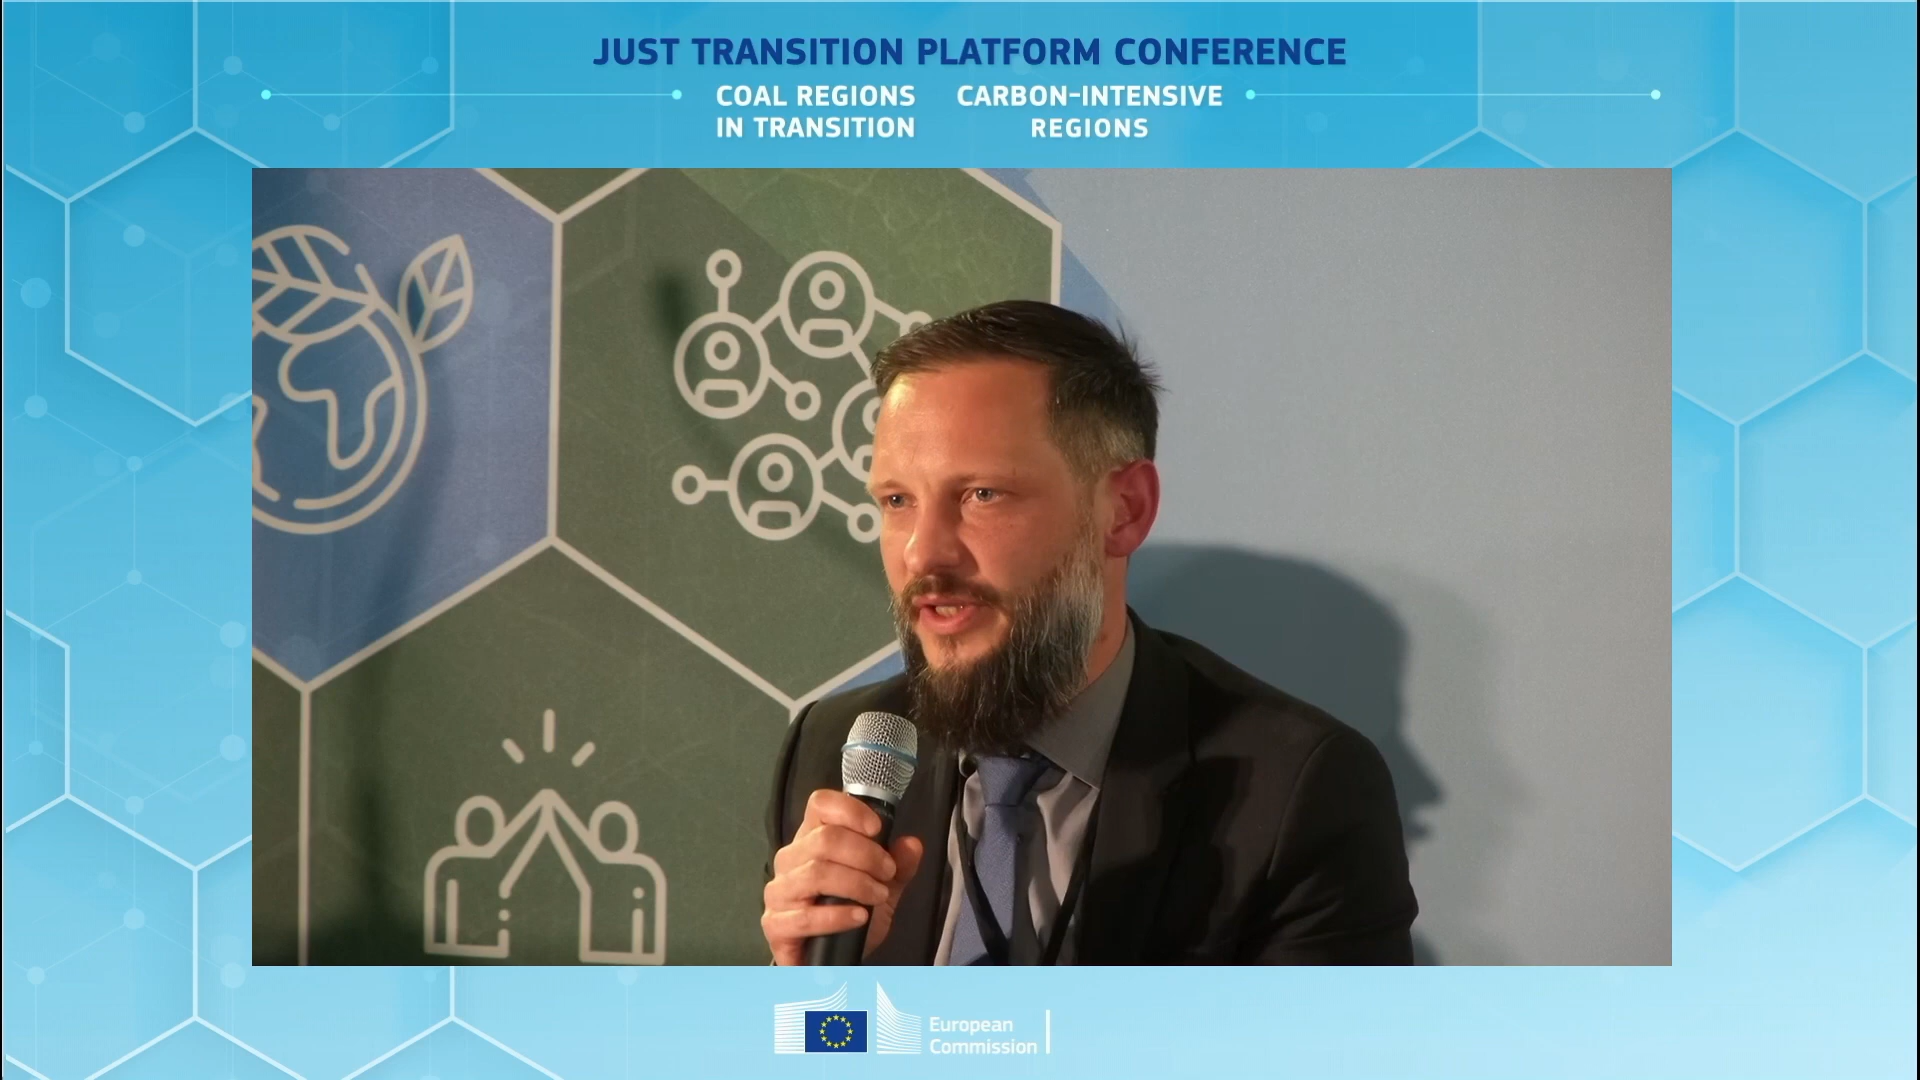 JUST TRANSITION PLATFORM CONFERENCE
COAL REGIONS
IN TRANSITION
CARBON-INTENSIVE
REGIONS
European
Commission